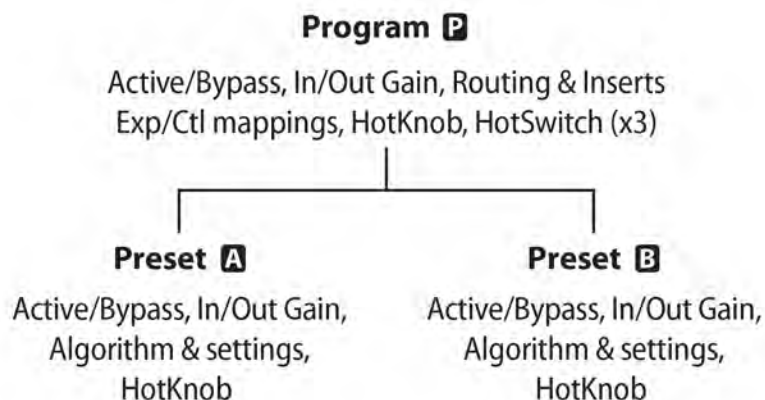 Program P
Active/Bypass, In/Out Gain, Routing & Inserts
Exp/Ctl mappings, HotKnob, HotSwitch (x3)
Preset A
Active/Bypass, In/Out Gain,
Algorithm & settings,
HotKnob
Preset B
Active/Bypass, In/Out Gain,
Algorithm & settings,
HotKnob